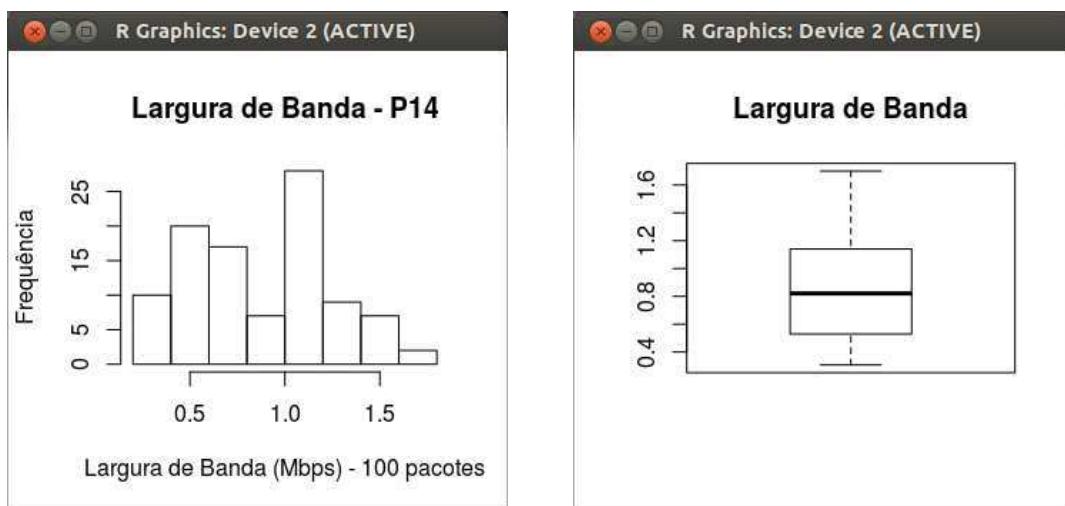 R Graphics: Device 2 (ACTIVE)
Largura de Banda - P14
Frequência
25
15
5
0
0.5 1.0 1.5
Largura de Banda (Mbps) - 100 pacotes
R Graphics: Device 2 (ACTIVE)
Largura de Banda
1.6
1.2
0.8
0.4